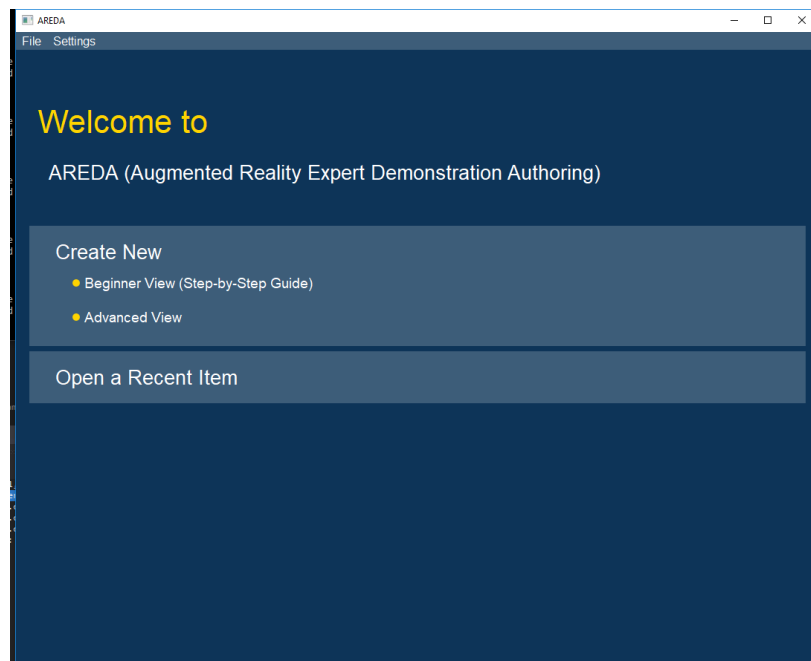 AREDA
File Settings
Welcome to
AREDA (Augmented Reality Expert Demonstration Authoring)
Create New
Beginner View (Step-by-Step Guide)
Advanced View
Open a Recent Item